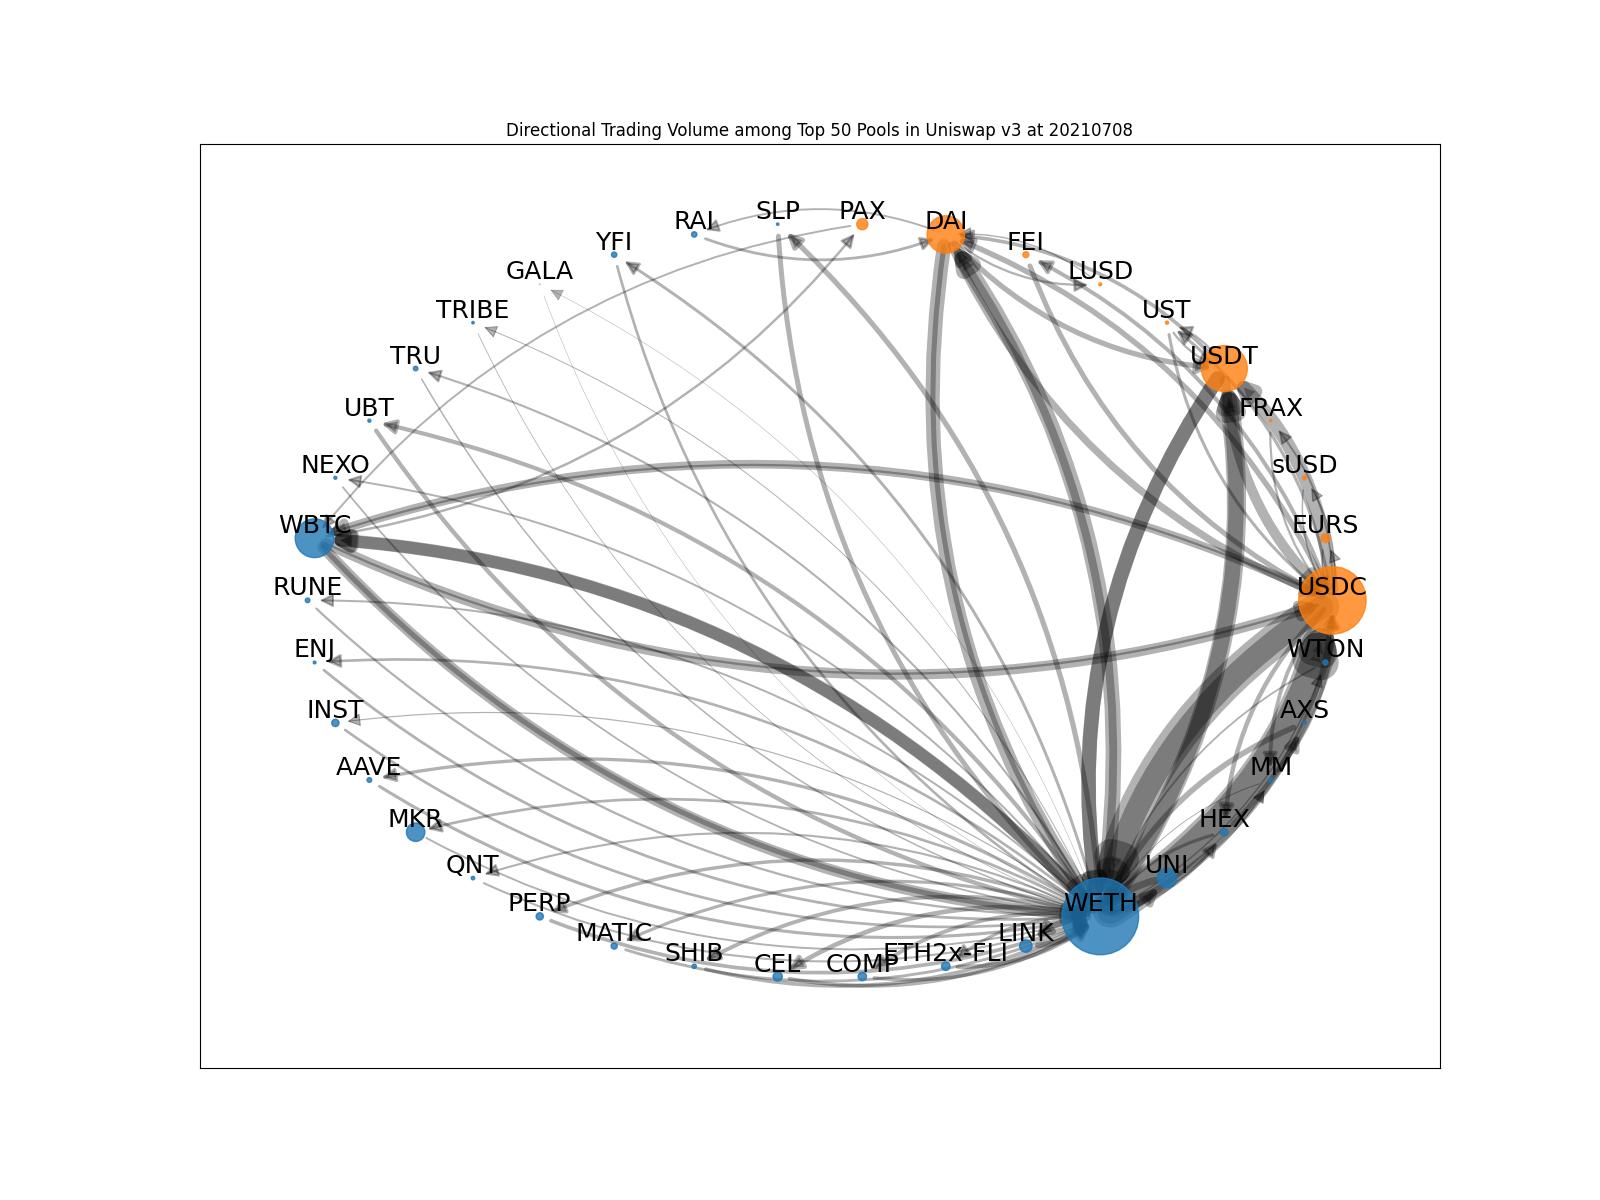 Directional Trading Volume among Top 50 Pools in Uniswap v3 at 20210708
SLP
PAX
RAI
DAI
YFI
FEI
GALA
LUSD
TRIBE
UST
TRU
USDT
UBT
FRAX
NEXO
sUSD
WBTC
EURS
RUNE
USDC
ENJ
WTON
INST
AXS
AAVE
MM
MKR
HEX
QNT
UNI
PERP
WETH
MATIC
LINK
SHIB
ETH2x-FLI
CEL
COMP